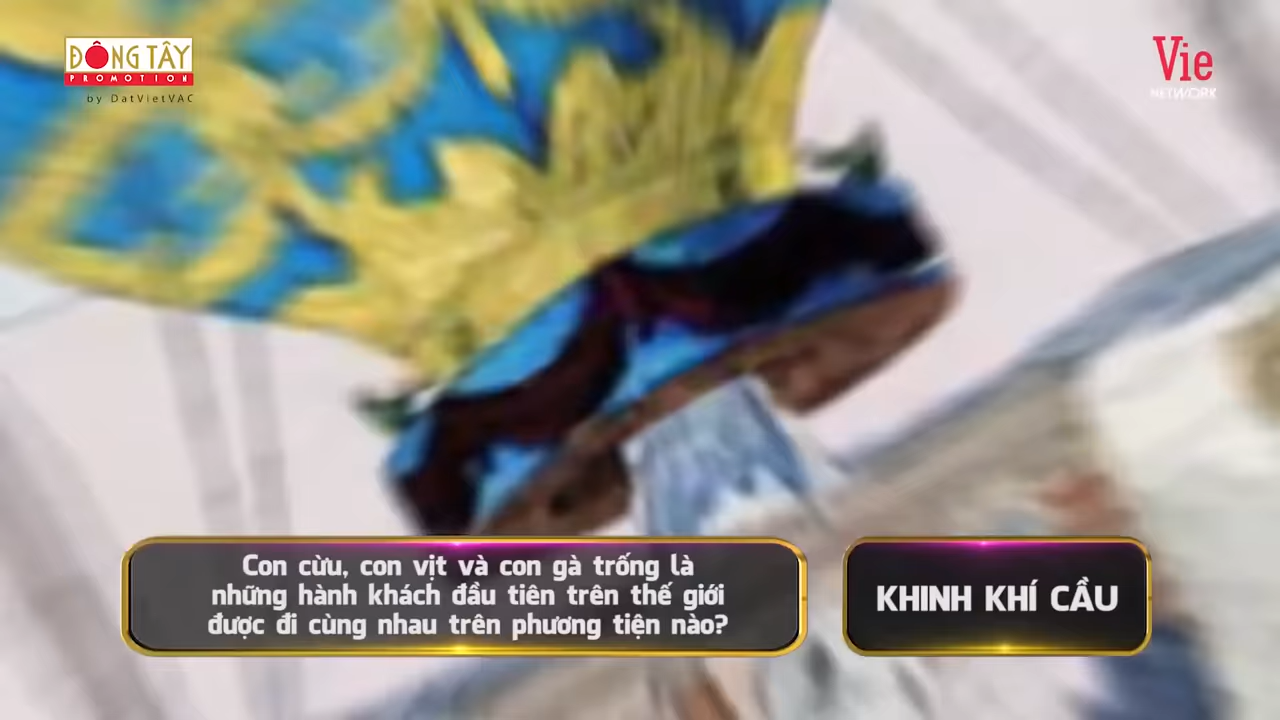 ĐÔNG TÂY
PROMOTION
by DatVietVAC
Vie
NETWORK
Con cừu, con vịt và con gà trống là
những hành khách đầu tiên trên thế giới
được đi cùng nhau trên phương tiện nào?
KHINH KHÍ CẦU